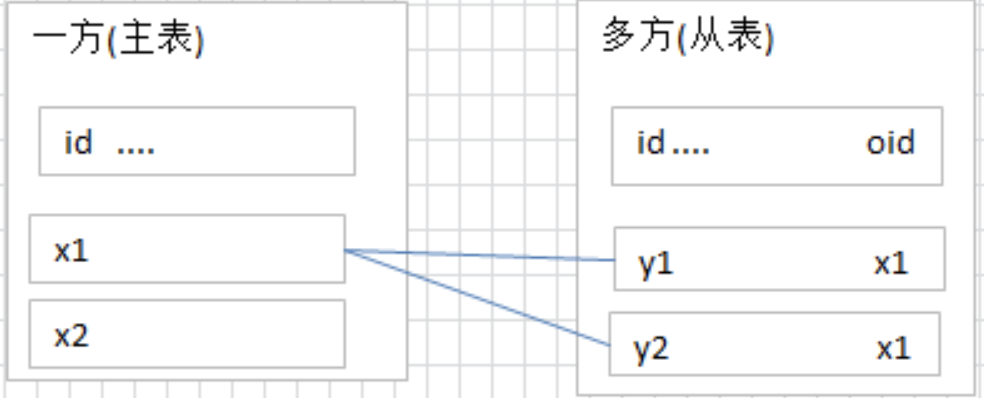 一方(主表)
id ....
x1
x2
多方(从表)
id .... oid
y1 x1
y2 x1